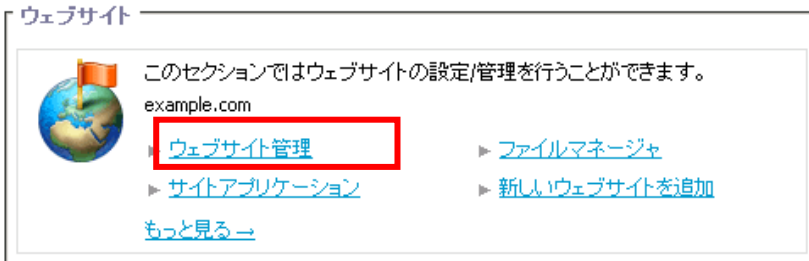 ウェブサイト
このセクションではウェブサイトの設定/管理を行うことができます。
example.com
ウェブサイト管理 ファイルマネージャ
サイトアプリケーション 新しいウェブサイトを追加
もっと見る →